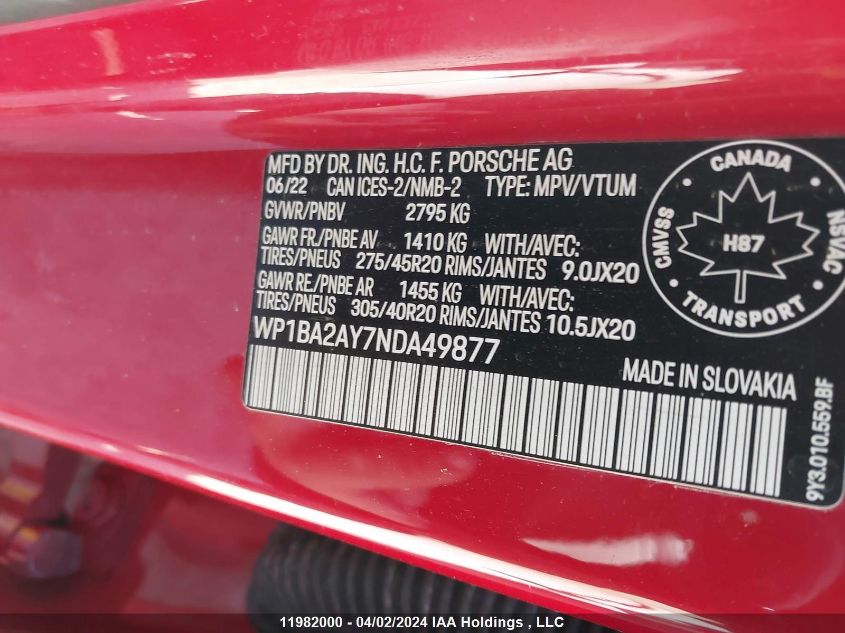 MFD BY DR. ING. H.C. F. PORSCHE AG
06/22 CAN ICES-2/NMB-2 TYPE: MPV/VTUM
GVWR/PNBV 2795 KG
GAWR FR./PNBE AV 1410 KG WITH/AVEC:
TIRES/PNEUS 275/45R20 RIMS/JANTES 9.0JX20
GAWR RE./PNBE AR 1455 KG WITH/AVEC:
TIRES/PNEUS 305/40R20 RIMS/JANTES 10.5JX20
WP1BA2AY7NDA49877
MADE IN SLOVAKIA
CANADA
CMVSS
NSVAC
H87
TRANSPORT
9Y3.010.559.BF
11982000 - 04/02/2024 IAA Holdings , LLC